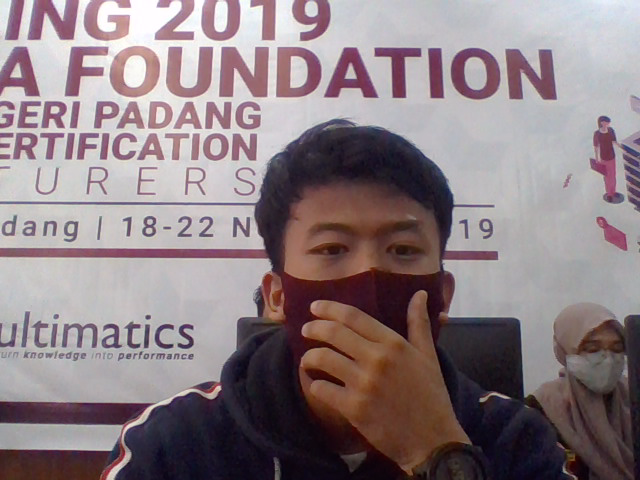 ING 2019
A FOUNDATION
GERI PADANG
ERTIFICATION
TURERS
dang | 18-22 N 19
ultimatics
urn knowledge into performance